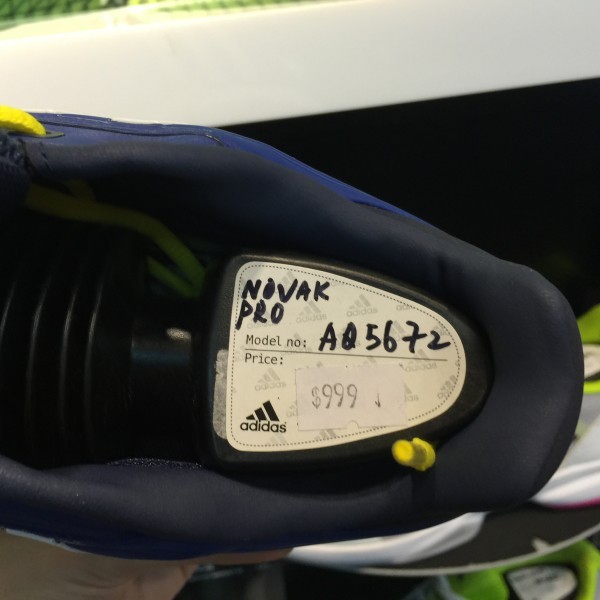 NOVAK
PRO
Model no: AQ5672
Price:
$999
adidas